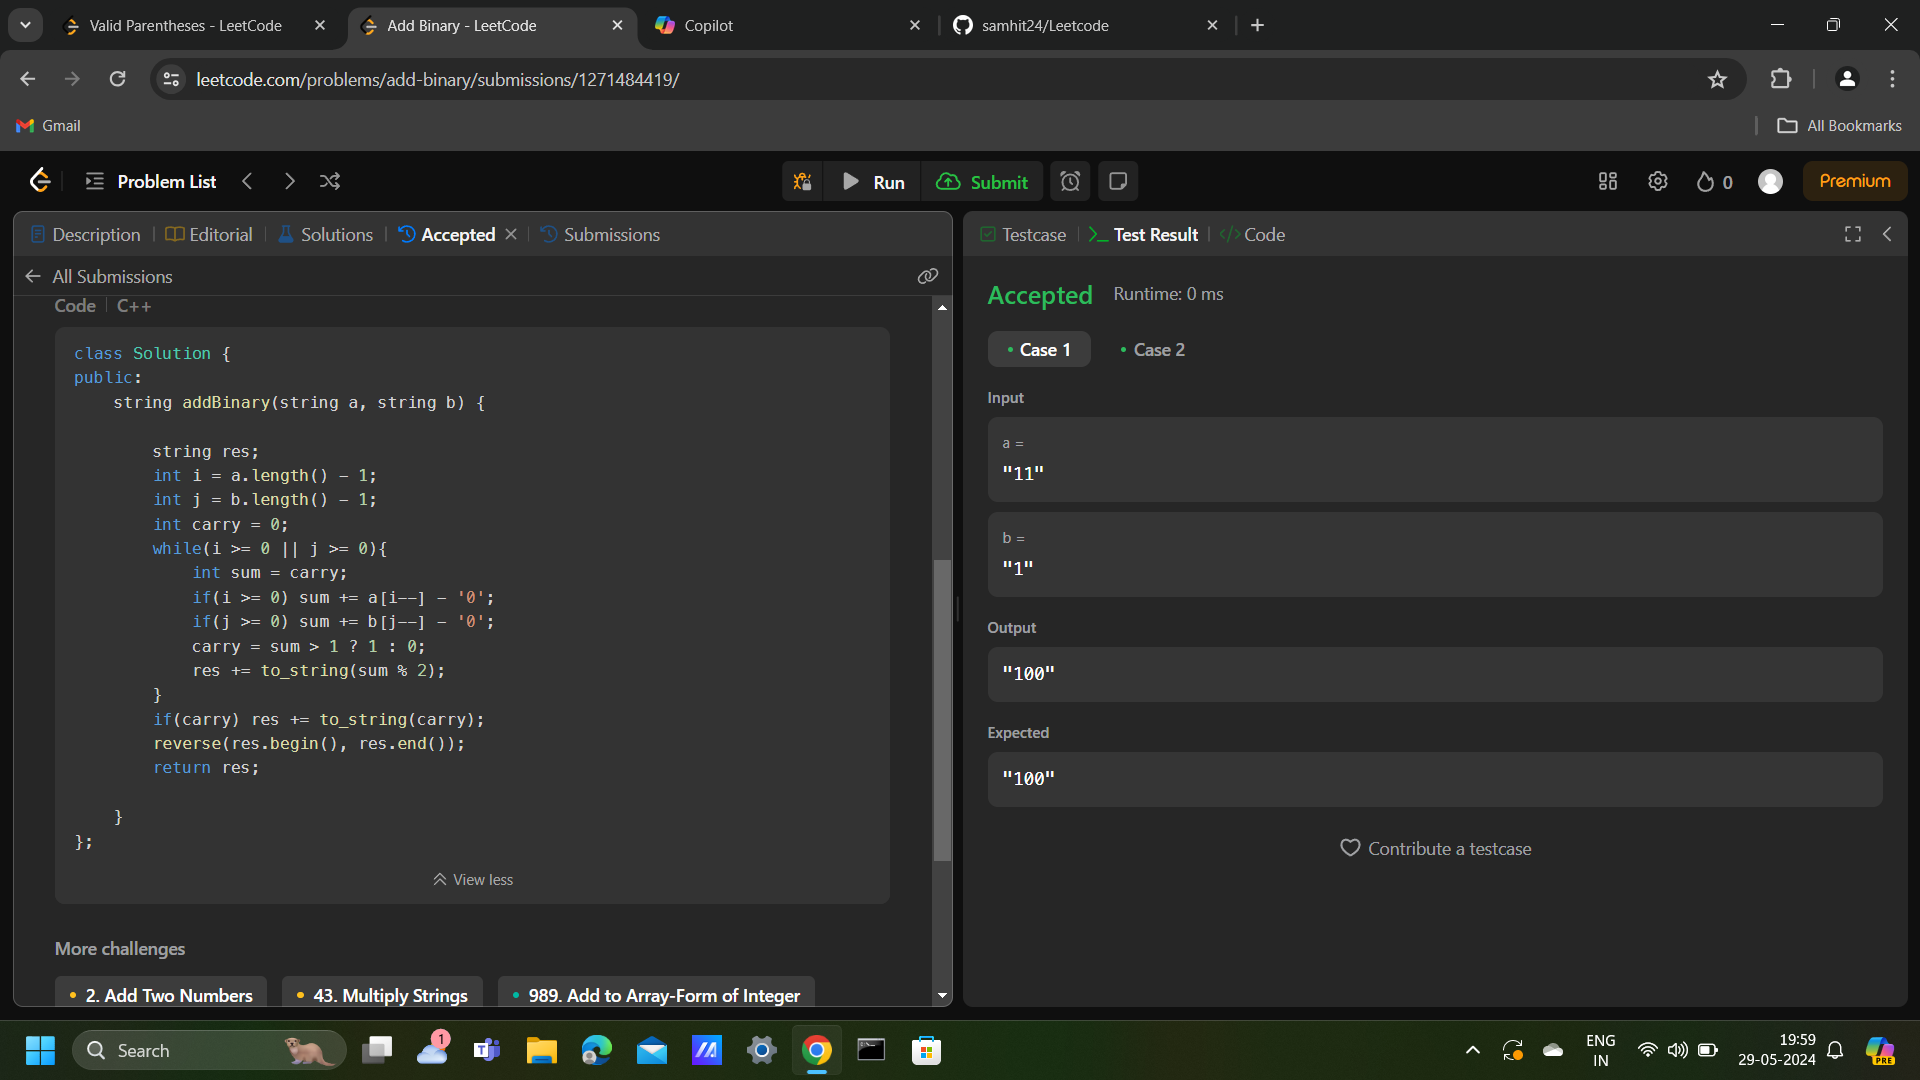 Valid Parentheses - LeetCode
Add Binary - LeetCode
Copilot
samhit24/Leetcode
leetcode.com/problems/add-binary/submissions/1271484419/
Gmail
All Bookmarks
Problem List
Run
Submit
0
Premium
Description
Editorial
Solutions
Accepted
Submissions
All Submissions
Code
C++
class Solution {
public:
    string addBinary(string a, string b) {
        string res;
        int i = a.length() - 1;
        int j = b.length() - 1;
        int carry = 0;
        while(i >= 0 || j >= 0){
            int sum = carry;
            if(i >= 0) sum += a[i--] - '0';
            if(j >= 0) sum += b[j--] - '0';
            carry = sum > 1 ? 1 : 0;
            res += to_string(sum % 2);
        }
        if(carry) res += to_string(carry);
        reverse(res.begin(), res.end());
        return res;
    }
};
View less
More challenges
2. Add Two Numbers
43. Multiply Strings
989. Add to Array-Form of Integer
Testcase
Test Result
Code
Accepted
Runtime: 0 ms
Case 1
Case 2
Input
a =
"11"
b =
"1"
Output
"100"
Expected
"100"
Contribute a testcase
Search
1
ENG
IN
19:59
29-05-2024
PRE